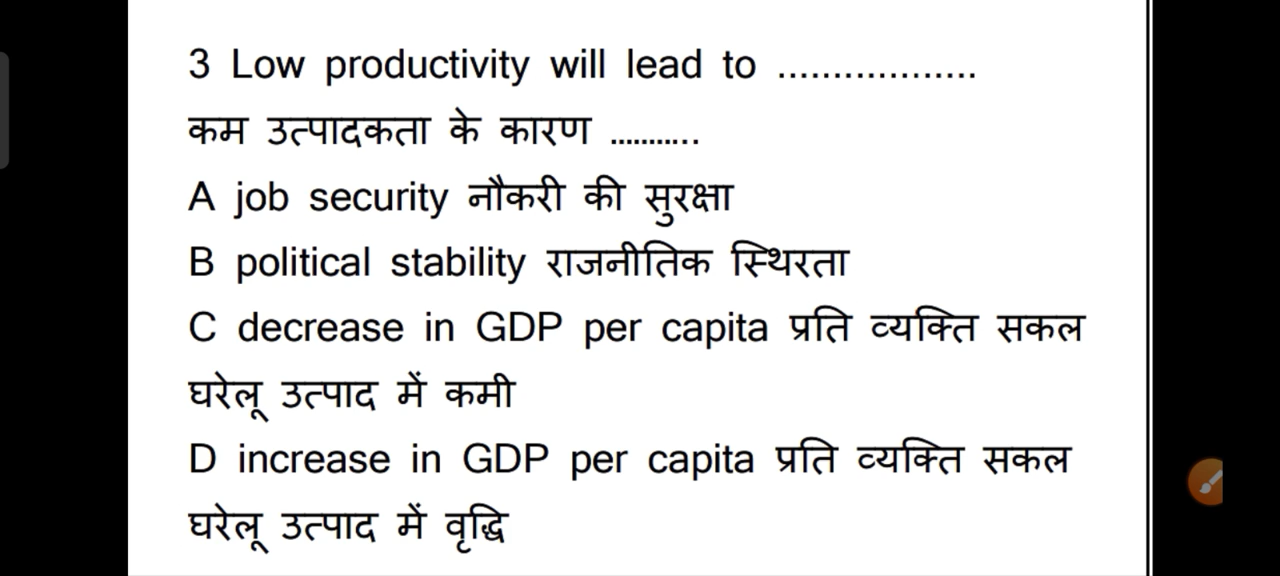 3 Low productivity will lead to ..................
कम उत्पादकता के कारण ...........
A job security नौकरी की सुरक्षा
B political stability राजनीतिक स्थिरता
C decrease in GDP per capita प्रति व्यक्ति सकल
घरेलू उत्पाद में कमी
D increase in GDP per capita प्रति व्यक्ति सकल
घरेलू उत्पाद में वृद्धि